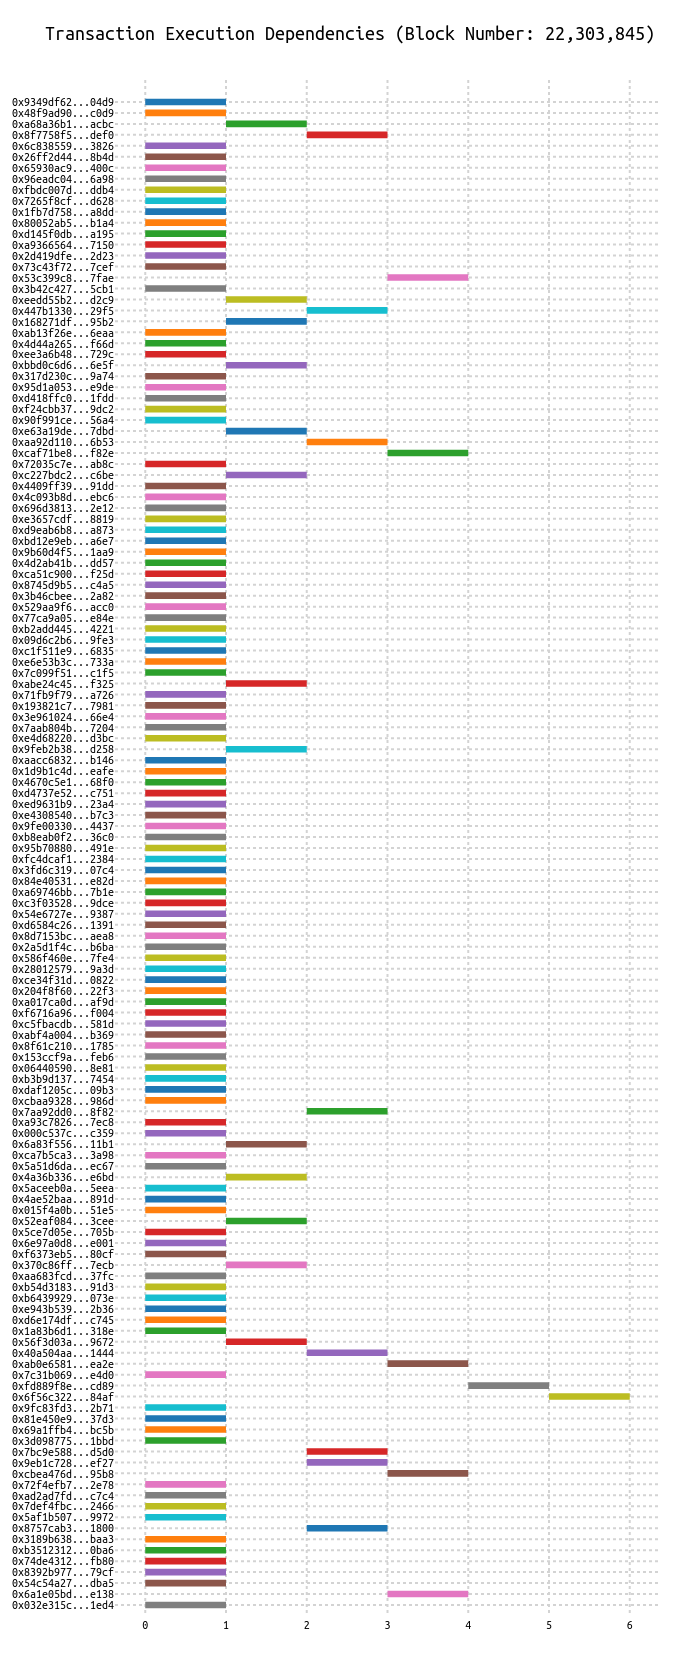 Transaction Execution Dependencies (Block Number: 22,303,845)
0x9349df62...04d9
0x48f9ad90...c0d9
0xa68a36b1...acbc
0x8f7758f5...def0
0x6c838559...3826
0x26ff2d44...8b4d
0x65930ac9...400c
0x96eadc04...6a98
0xfbdc007d...ddb4
0x7265f8cf...d628
0x1fb7d758...a8dd
0x80052ab5...b1a4
0xd145f0db...a195
0xa9366564...7150
0x2d419dfe...2d23
0x73c43f72...7cef
0x53c399c8...7fae
0x3b42c427...5cb1
0xeedd55b2...d2c9
0x447b1330...29f5
0x168271df...95b2
0xab13f26e...6eaa
0x4d44a265...f66d
0xee3a6b48...729c
0xbbd0c6d6...6e5f
0x317d230c...9a74
0x95d1a053...e9de
0xd418ffc0...1fdd
0xf24cbb37...9dc2
0x90f991ce...56a4
0xe63a19de...7dbd
0xaa92d110...6b53
0xcaf71be8...f82e
0x72035c7e...ab8c
0xc227bdc2...c6be
0x4409ff39...91dd
0x4c093b8d...ebc6
0x696d3813...2e12
0xe3657cdf...8819
0xd9eab6b8...a873
0xbd12e9eb...a6e7
0x9b60d4f5...1aa9
0x4d2ab41b...dd57
0xca51c900...f25d
0x8745d9b5...c4a5
0x3b46cbee...2a82
0x529aa9f6...acc0
0x77ca9a05...e84e
0xb2add445...4221
0x09d6c2b6...9fe3
0xc1f511e9...6835
0xe6e53b3c...733a
0x7c099f51...c1f5
0xabe24c45...f325
0x71fb9f79...a726
0x193821c7...7981
0x3e961024...66e4
0x7aab804b...7204
0xe4d68220...d3bc
0x9feb2b38...d258
0xaacc6832...b146
0x1d9b1c4d...eafe
0x4670c5e1...68f0
0xd4737e52...c751
0xed9631b9...23a4
0xe4308540...b7c3
0x9fe00330...4437
0xb8eab0f2...36c0
0x95b70880...491e
0xfc4dcaf1...2384
0x3fd6c319...07c4
0x84e40531...e82d
0xa69746bb...7b1e
0xc3f03528...9dce
0x54e6727e...9387
0xd6584c26...1391
0x8d7153bc...aea8
0x2a5d1f4c...b6ba
0x586f460e...7fe4
0x28012579...9a3d
0xce34f31d...0822
0x204f8f60...22f3
0xa017ca0d...af9d
0xf6716a96...f004
0xc5fbacdb...581d
0xabf4a004...b369
0x8f61c210...1785
0x153ccf9a...feb6
0x06440590...8e81
0xb3b9d137...7454
0xdaf1205c...09b3
0xcbaa9328...986d
0x7aa92dd0...8f82
0xa93c7826...7ec8
0x000c537c...c359
0x6a83f556...11b1
0xca7b5ca3...3a98
0x5a51d6da...ec67
0x4a36b336...e6bd
0x5aceeb0a...5eea
0x4ae52baa...891d
0x015f4a0b...51e5
0x52eaf084...3cee
0x5ce7d05e...705b
0x6e97a0d8...e001
0xf6373eb5...80cf
0x370c86ff...7ecb
0xaa683fcd...37fc
0xb54d3183...91d3
0xb6439929...073e
0xe943b539...2b36
0xd6e174df...c745
0x1a83b6d1...318e
0x56f3d03a...9672
0x40a504aa...1444
0xab0e6581...ea2e
0x7c31b069...e4d0
0xfd889f8e...cd89
0x6f56c322...84af
0x9fc83fd3...2b71
0x81e450e9...37d3
0x69a1ffb4...bc5b
0x3d098775...1bbd
0x7bc9e588...d5d0
0x9eb1c728...ef27
0xcbea476d...95b8
0x72f4efb7...2e78
0xad2ad7fd...c7c4
0x7def4fbc...2466
0x5af1b507...9972
0x8757cab3...1800
0x3189b638...baa3
0xb3512312...0ba6
0x74de4312...fb80
0x8392b977...79cf
0x54c54a27...dba5
0x6a1e05bd...e138
0x032e315c...1ed4
0 1 2 3 4 5 6